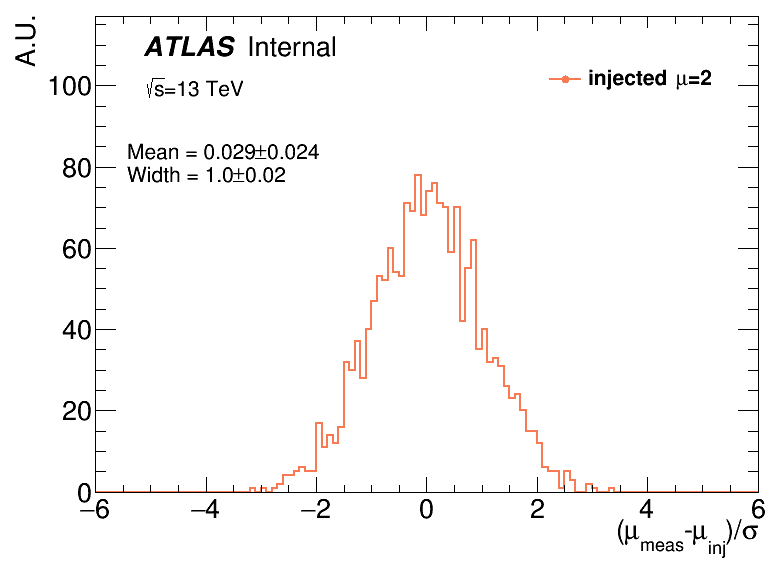 A.U.
ATLAS Internal
√s=13 TeV
injected μ=2
Mean = 0.029±0.024
Width = 1.0±0.02
100
80
60
40
20
0
−6 −4 −2 0 2 4 6
(μmeas-μinj)/σ